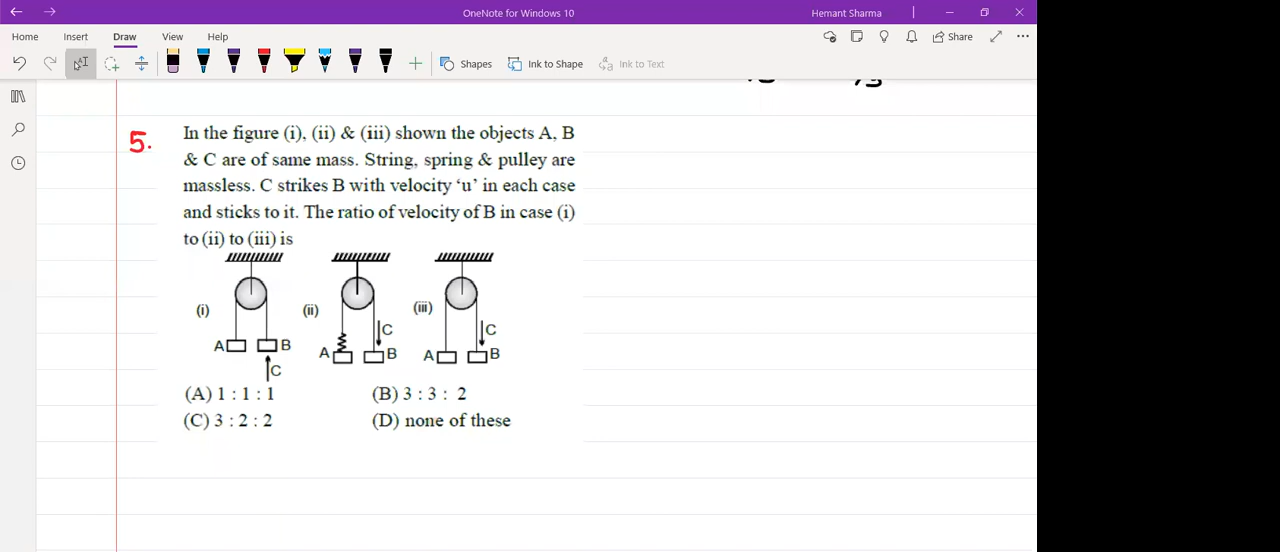 OneNote for Windows 10
Hemant Sharma
Home Insert Draw View Help
Share
Shapes
Ink to Shape
Ink to Text
5.
In the figure (i), (ii) & (iii) shown the objects A, B
& C are of same mass. String, spring & pulley are
massless. C strikes B with velocity ‘u’ in each case
and sticks to it. The ratio of velocity of B in case (i)
to (ii) to (iii) is
(i) (ii) (iii)
C C
A B A B A B
C
(A) 1 : 1 : 1 (B) 3 : 3 : 2
(C) 3 : 2 : 2 (D) none of these